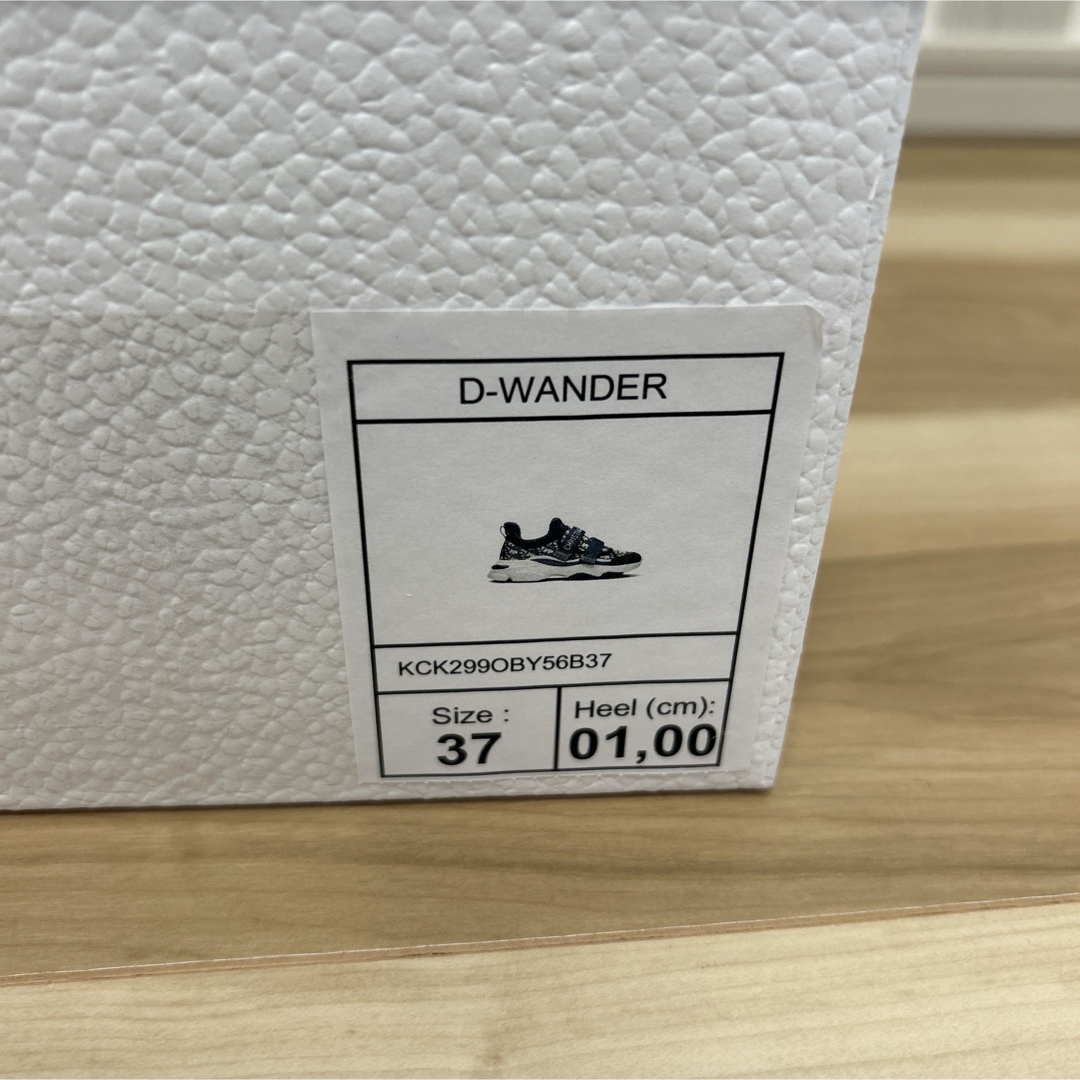 D-WANDER
KCK299OBY56B37
Size :
37
Heel (cm):
01,00